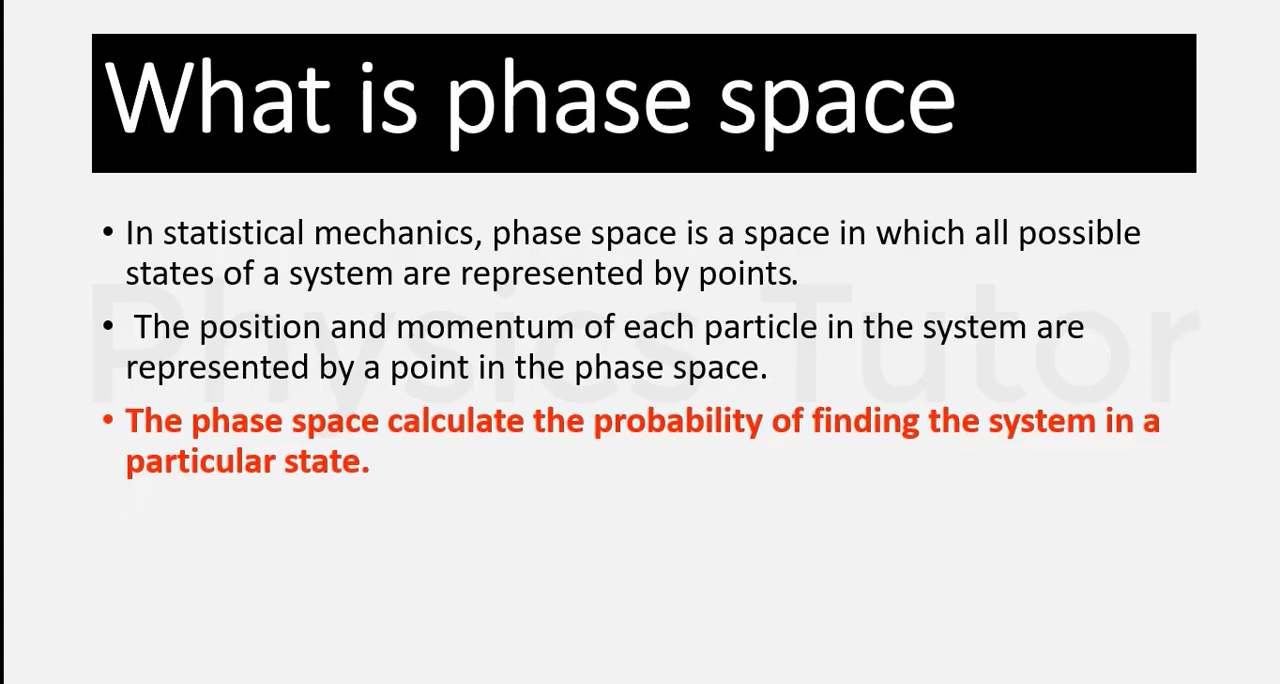 What is phase space
• In statistical mechanics, phase space is a space in which all possible
states of a system are represented by points.
• The position and momentum of each particle in the system are
represented by a point in the phase space.
• The phase space calculate the probability of finding the system in a
particular state.
Physics Tutor